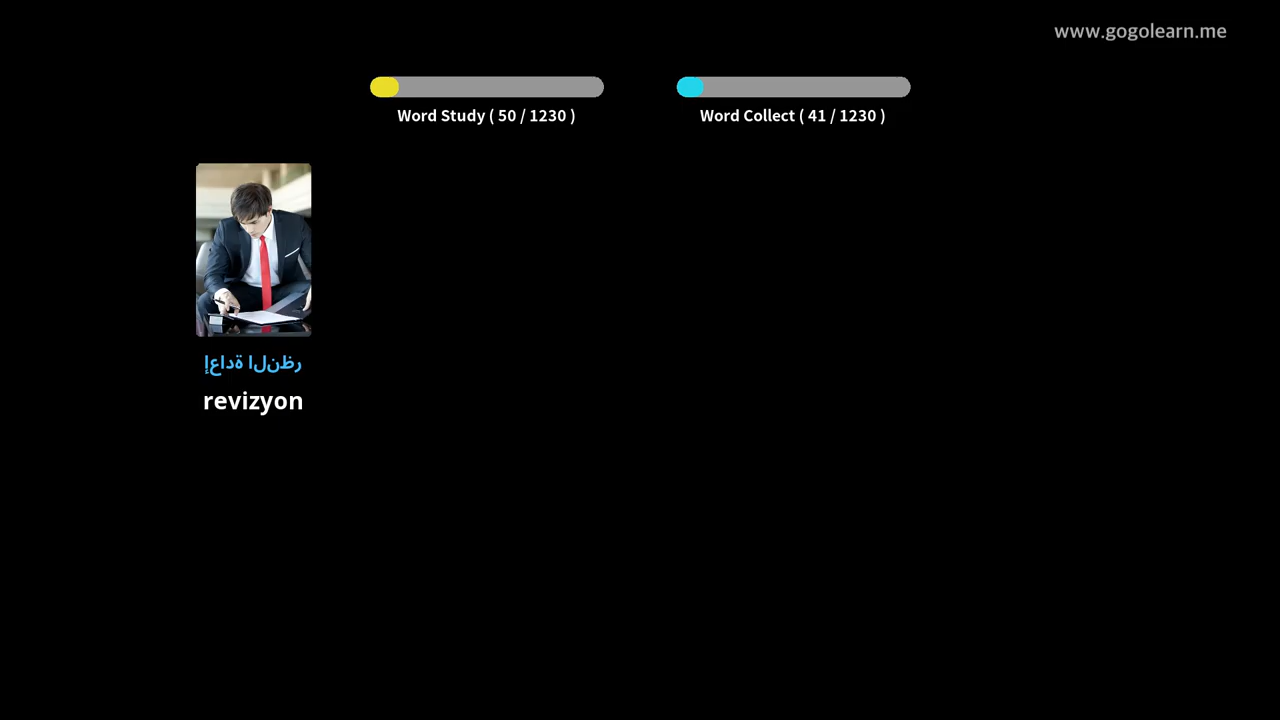 www.gogolearn.me
Word Study ( 50 / 1230 )
Word Collect ( 41 / 1230 )
إعادة النظر
revizyon